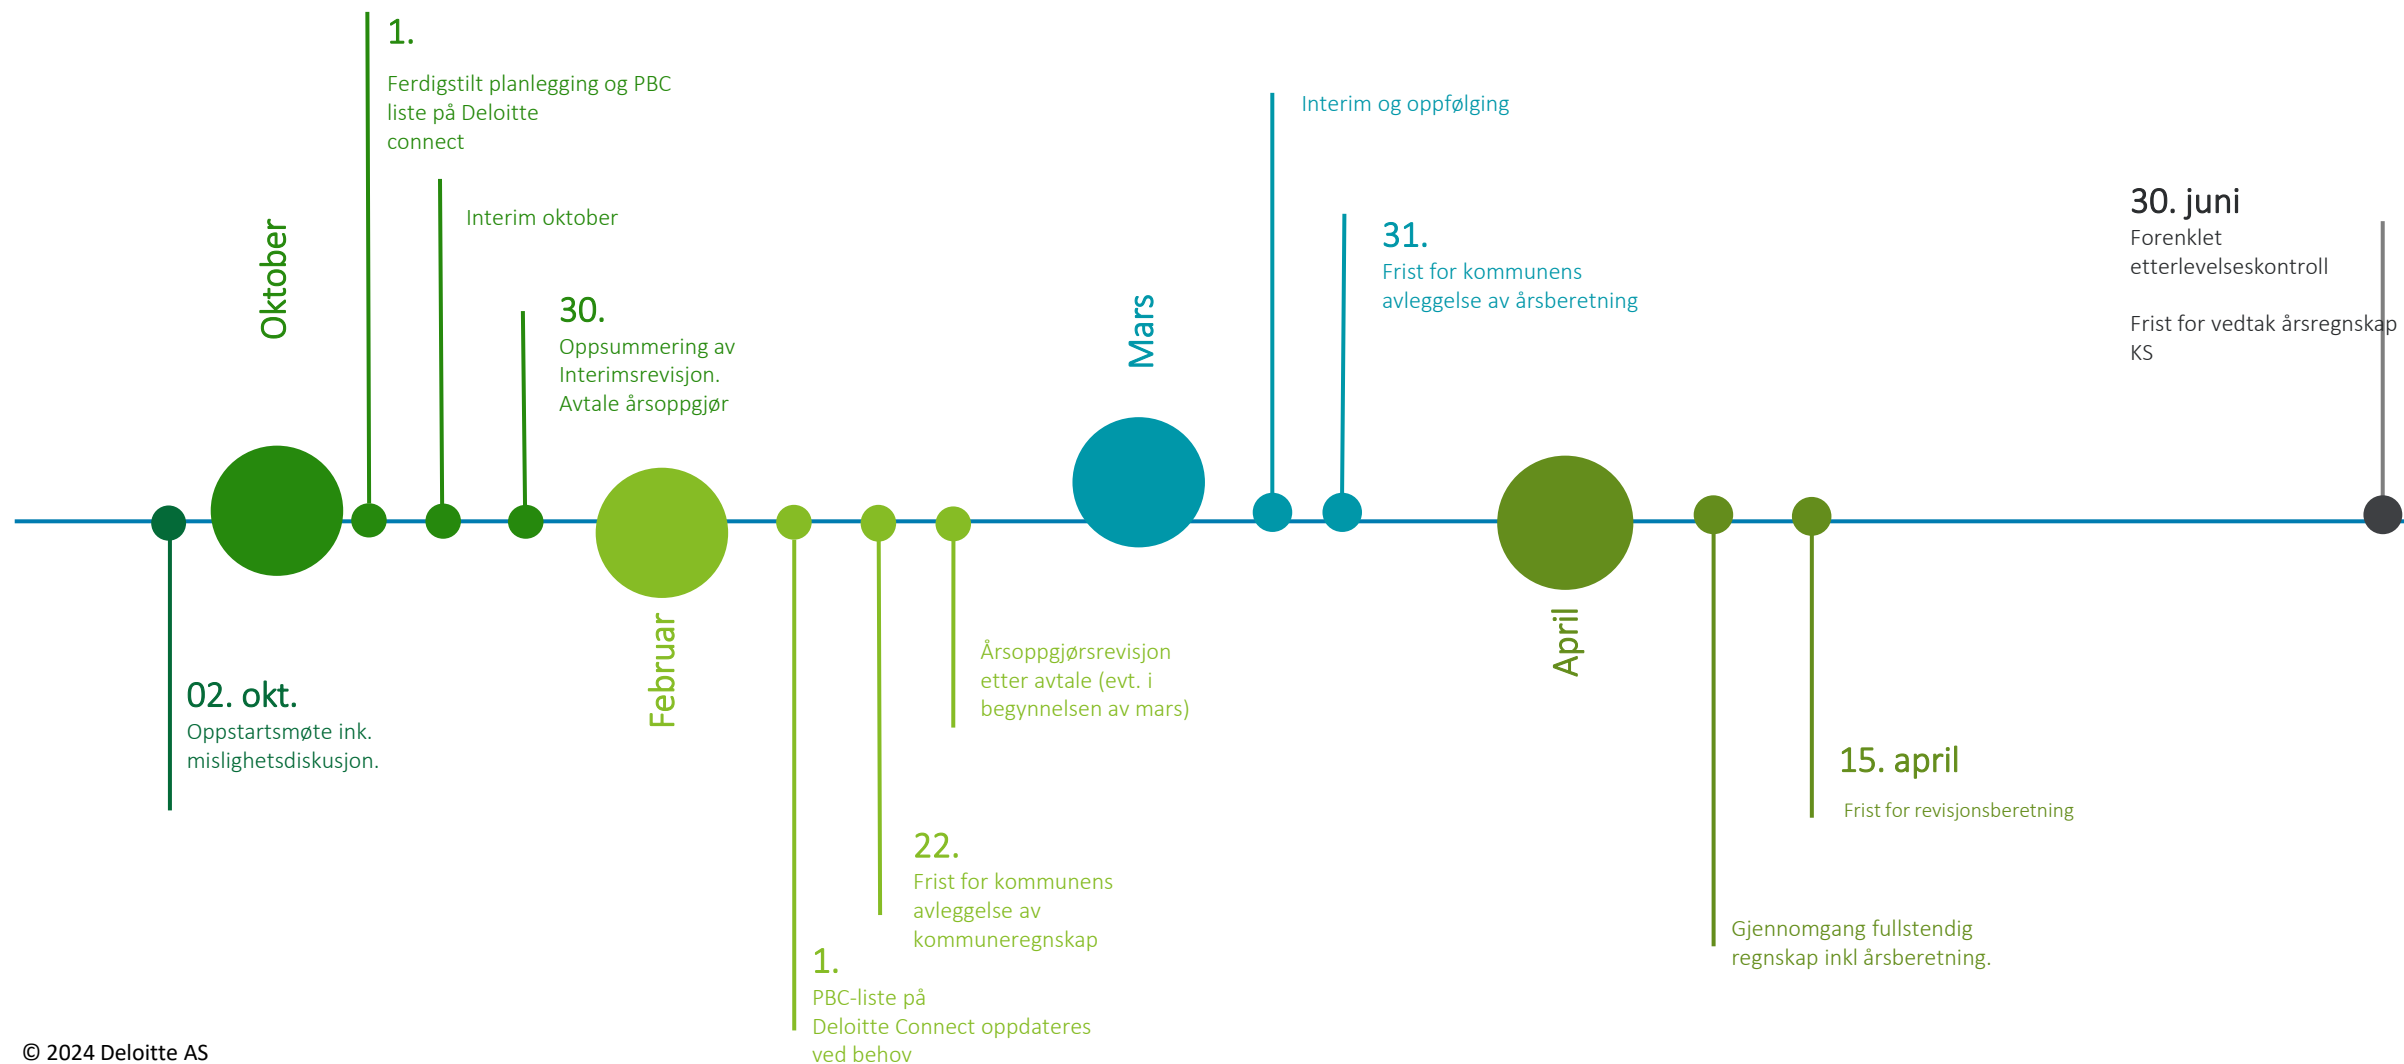 1.
Ferdigstilt planlegging og PBC
liste på Deloitte
connect
Interim oktober
Oktober
30.
Oppsummering av
Interimsrevisjon.
Avtale årsoppgjør
02. okt.
Oppstartsmøte ink.
mislighetsdiskusjon.
Februar
1.
PBC-liste på
Deloitte Connect oppdateres
ved behov
22.
Frist for kommunens
avleggelse av
kommuneregnskap
Årsoppgjørsrevisjon
etter avtale (evt. i
begynnelsen av mars)
Mars
Interim og oppfølging
31.
Frist for kommunens
avleggelse av årsberetning
April
Gjennomgang fullstendig
regnskap inkl årsberetning.
15. april
Frist for revisjonsberetning
30. juni
Forenklet
etterlevelseskontroll
Frist for vedtak årsregnskap
KS
© 2024 Deloitte AS